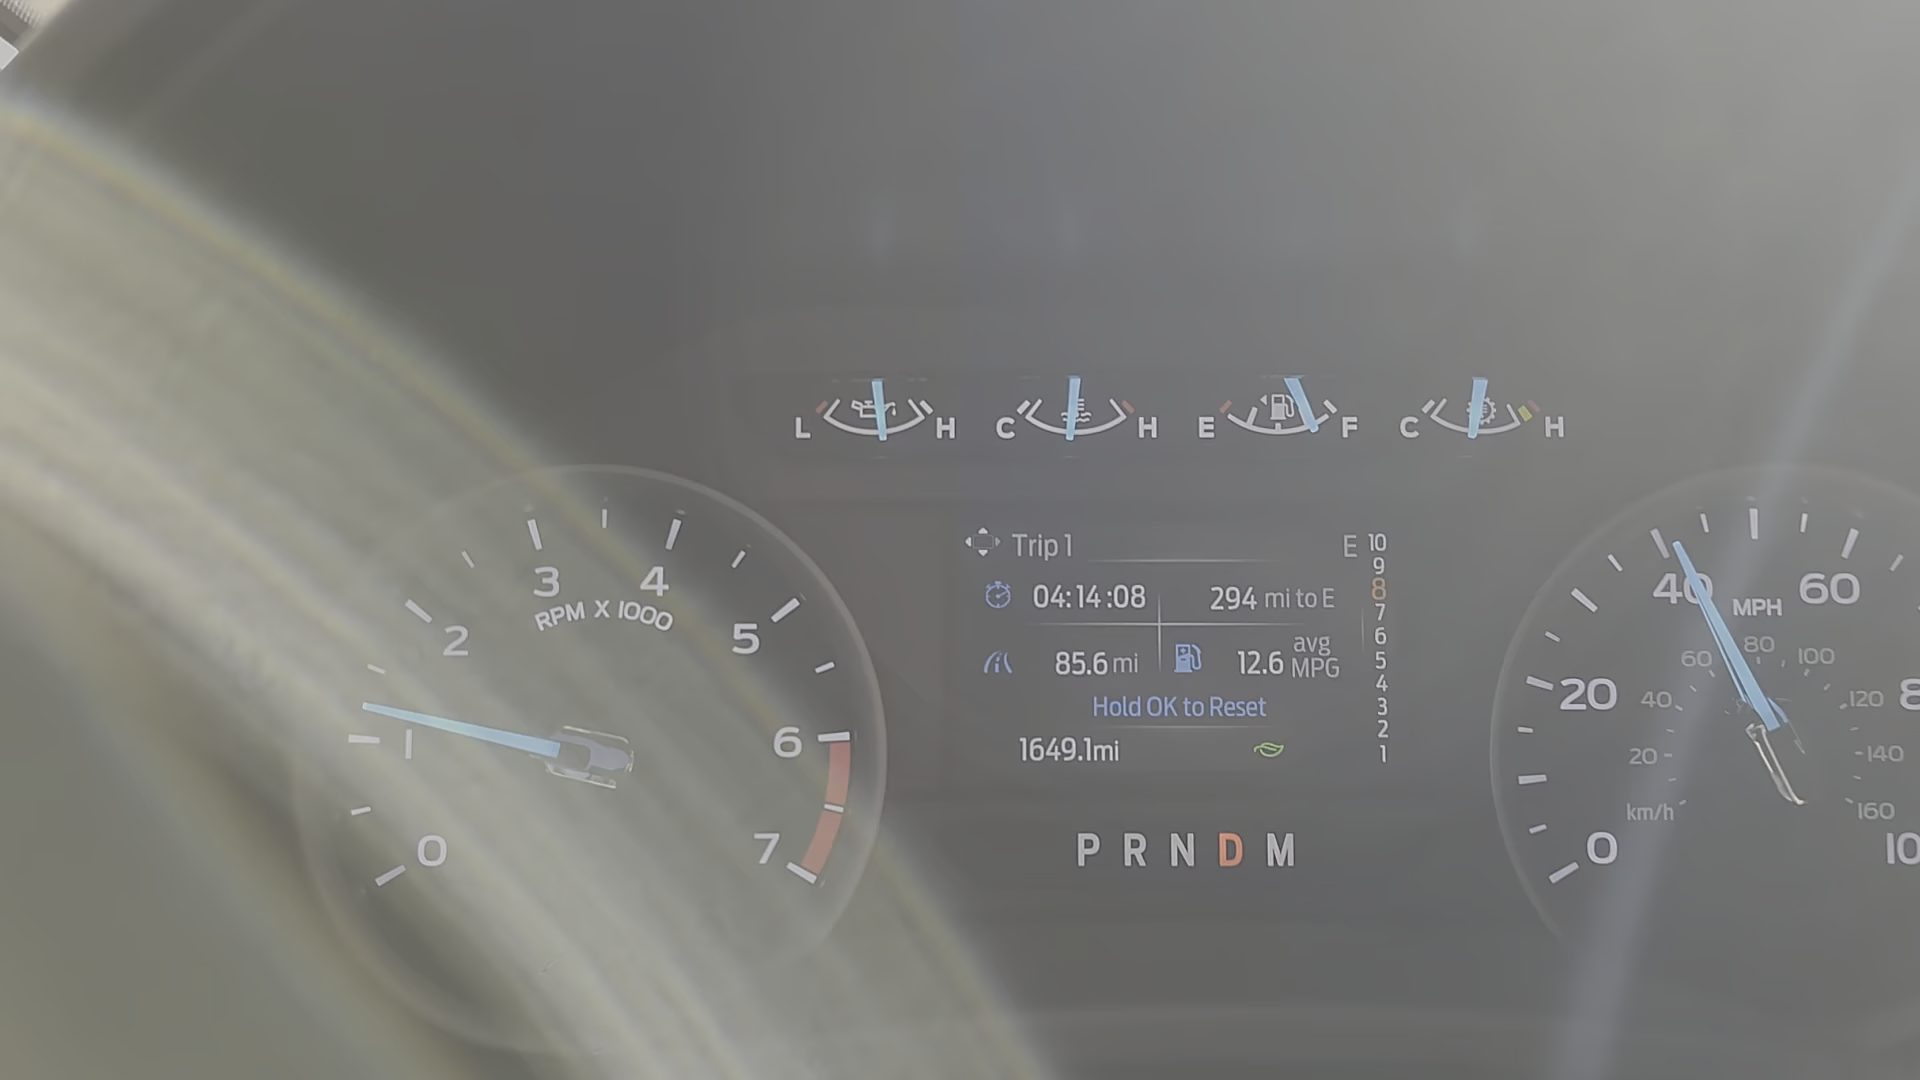 L H C H E F C H
Trip 1 E 10
9
04:14:08 294 mi to E 8
7
6
85.6 mi 12.6 avg MPG 5
4
Hold OK to Reset 3
2
1649.1mi 1
P R N D M
0 1 2 3 4 5 6 7
RPM X 1000
0 20 40 60 8
10
MPH
20 40 60 80 100 120 140 160
km/h